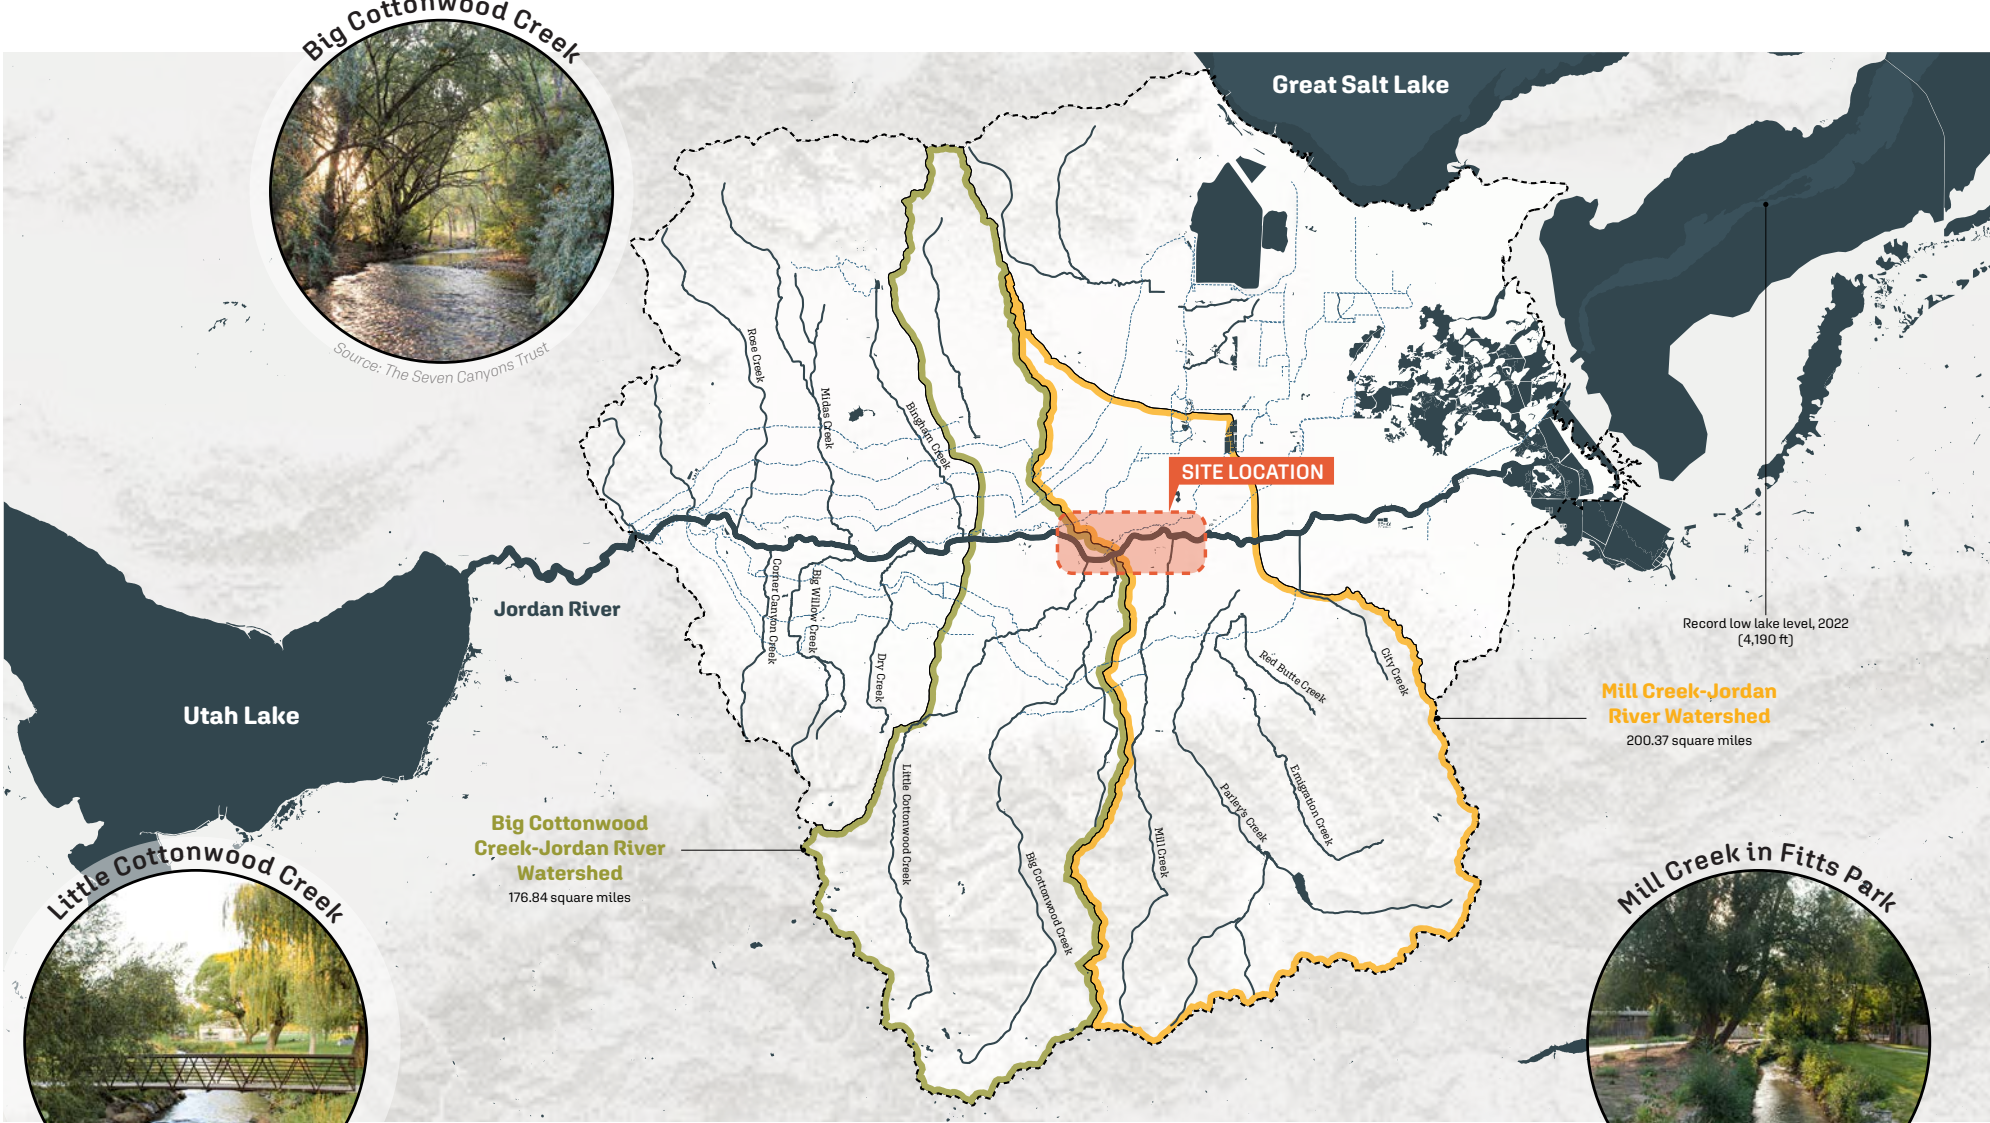 Big Cottonwood Creek
Source: The Seven Canyons Trust
Great Salt Lake
Rose Creek
Midas Creek
Bingham Creek
SITE LOCATION
Jordan River
Corner Canyon Creek
Big Willow Creek
Dry Creek
Utah Lake
Red Butte Creek
City Creek
Record low lake level, 2022
(4,190 ft)
Mill Creek-Jordan
River Watershed
200.37 square miles
Big Cottonwood
Creek-Jordan River
Watershed
176.84 square miles
Little Cottonwood Creek
Big Cottonwood Creek
Mill Creek
Parley's Creek
Emigration Creek
Little Cottonwood Creek
Mill Creek in Fitts Park